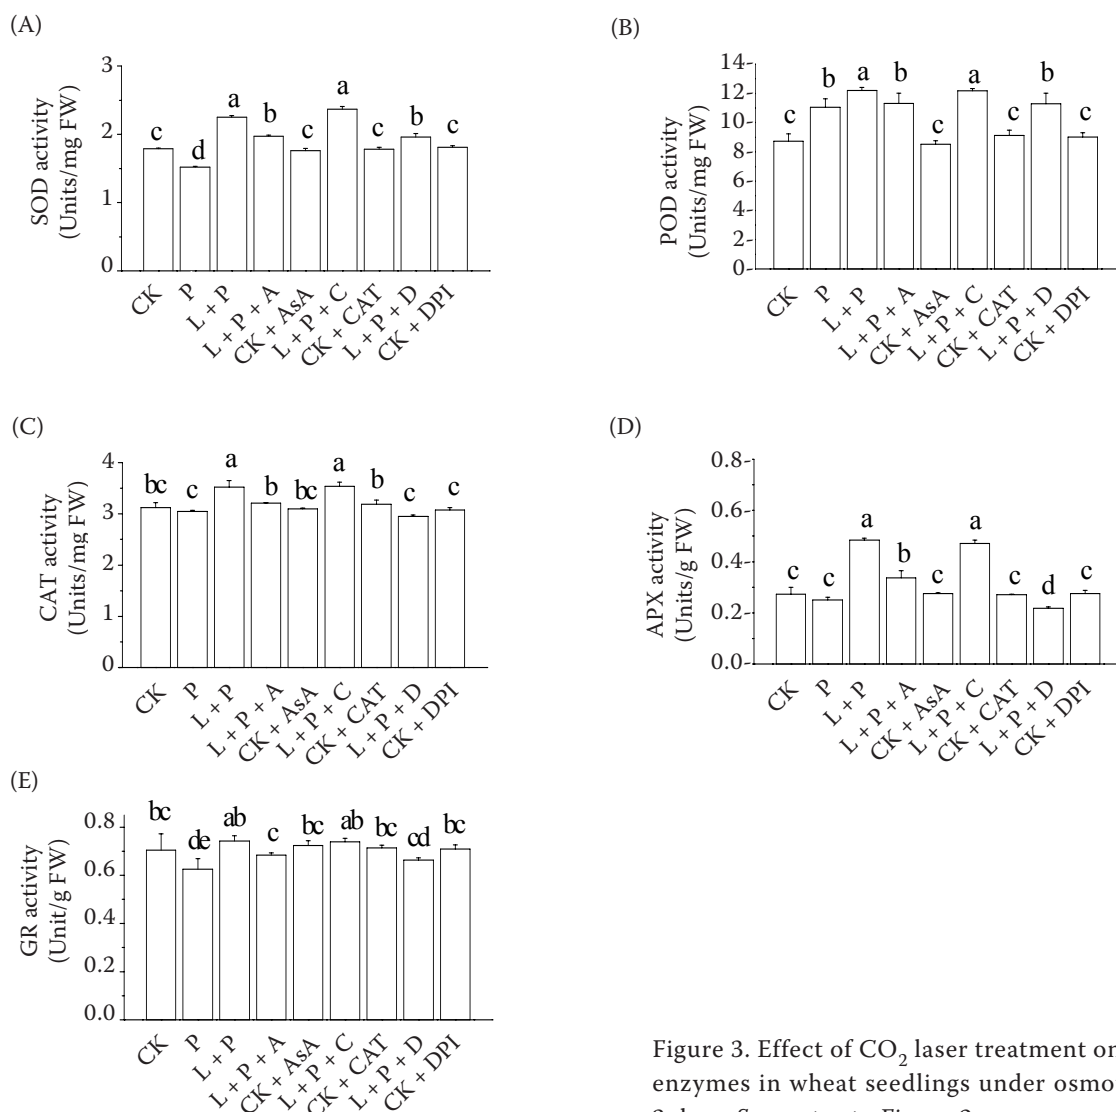 (A)
SOD activity
(Units/mg FW)
3
2
1
0
c
d
a
b
c
a
c
b
c
CK
P
L + P
L + P + A
CK + AsA
L + P + C
CK + CAT
L + P + D
CK + DPI
(B)
POD activity
(Units/mg FW)
14
12
10
8
6
4
2
0
c
b
a
b
c
a
c
b
c
CK
P
L + P
L + P + A
CK + AsA
L + P + C
CK + CAT
L + P + D
CK + DPI
(C)
CAT activity
(Units/mg FW)
4
3
2
1
0
bc
c
a
b
bc
a
b
c
c
CK
P
L + P
L + P + A
CK + AsA
L + P + C
CK + CAT
L + P + D
CK + DPI
(D)
APX activity
(Units/g FW)
0.8
0.6
0.4
0.2
0.0
c
c
a
b
c
a
c
d
c
CK
P
L + P
L + P + A
CK + AsA
L + P + C
CK + CAT
L + P + D
CK + DPI
(E)
GR activity
(Unit/g FW)
0.8
0.6
0.4
0.2
0.0
bc
de
ab
c
bc
ab
bc
cd
bc
CK
P
L + P
L + P + A
CK + AsA
L + P + C
CK + CAT
L + P + D
CK + DPI
Figure 3. Effect of CO₂ laser treatment on
enzymes in wheat seedlings under osmo